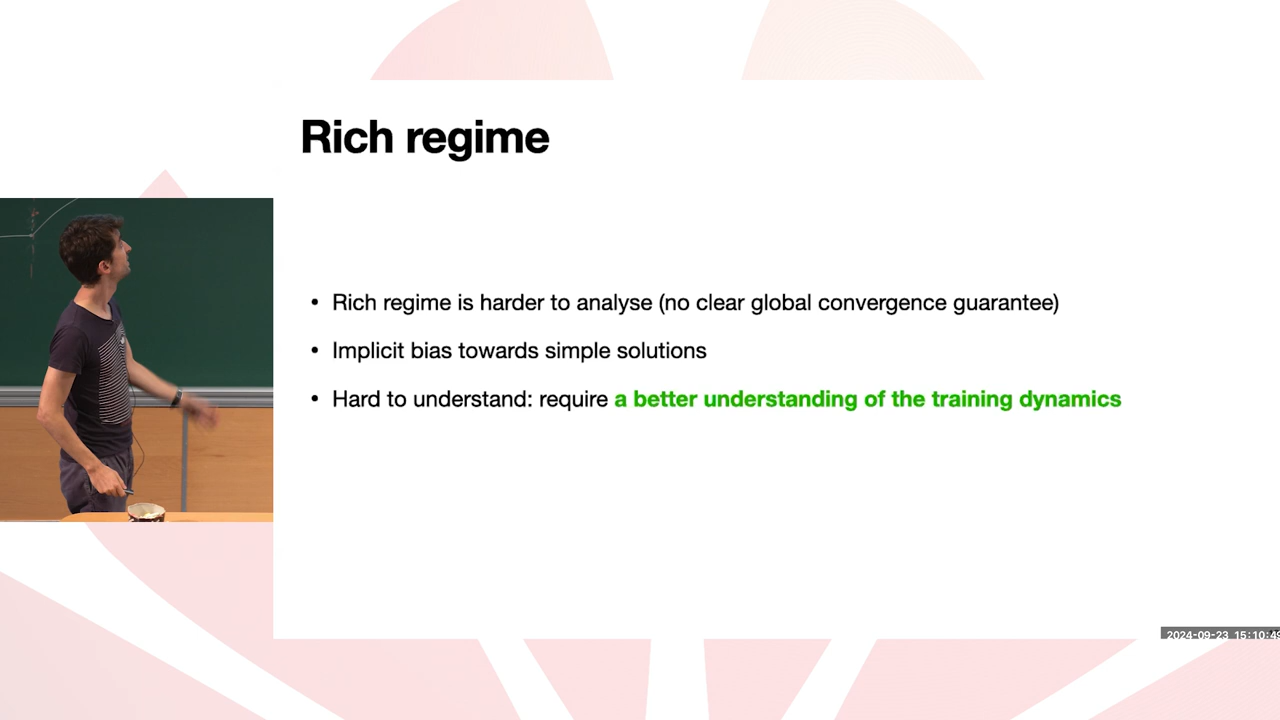 Rich regime
• Rich regime is harder to analyse (no clear global convergence guarantee)
• Implicit bias towards simple solutions
• Hard to understand: require a better understanding of the training dynamics
2024-09-23 15:10:49